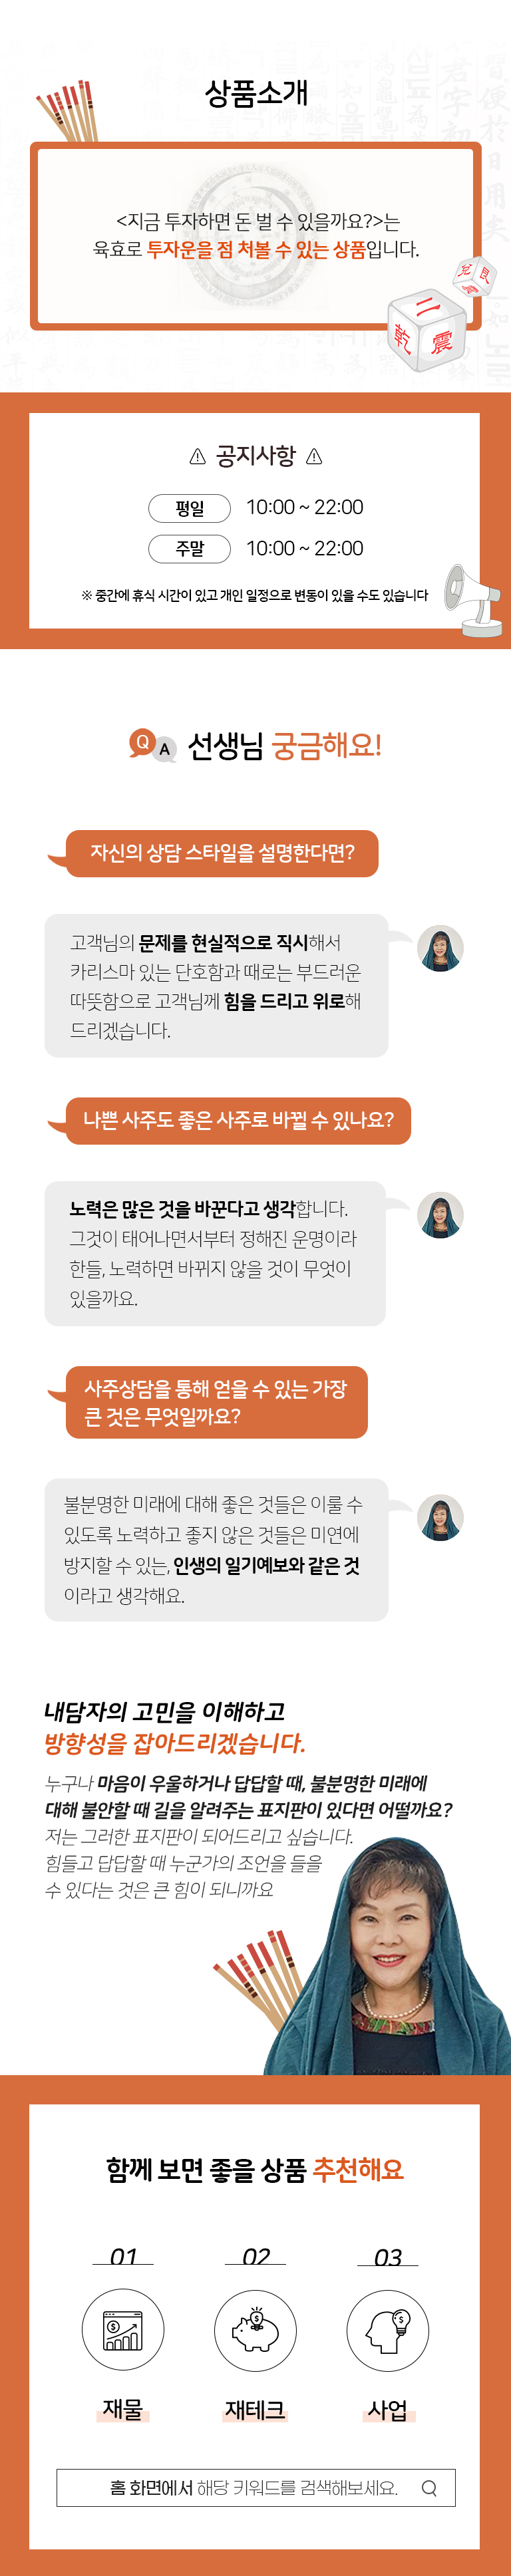 상품소개
<지금 투자하면 돈 벌 수 있을까요?>는
육효로 투자운을 점 쳐볼 수 있는 상품입니다.
兌 艮
二
乾 震
공지사항
평일 10:00 ~ 22:00
주말 10:00 ~ 22:00
※ 중간에 휴식 시간이 있고 개인 일정으로 변동이 있을 수도 있습니다
Q A 선생님 궁금해요!
자신의 상담 스타일을 설명한다면?
고객님의 문제를 현실적으로 직시해서
카리스마 있는 단호함과 때로는 부드러운
따뜻함으로 고객님께 힘을 드리고 위로해
드리겠습니다.
나쁜 사주도 좋은 사주로 바뀔 수 있나요?
노력은 많은 것을 바꾼다고 생각합니다.
그것이 태어나면서부터 정해진 운명이라
한들, 노력하면 바뀌지 않을 것이 무엇이
있을까요.
사주상담을 통해 얻을 수 있는 가장
큰 것은 무엇일까요?
불분명한 미래에 대해 좋은 것들은 이룰 수
있도록 노력하고 좋지 않은 것들은 미연에
방지할 수 있는, 인생의 일기예보와 같은 것
이라고 생각해요.
내담자의 고민을 이해하고
방향성을 잡아드리겠습니다.
누구나 마음이 우울하거나 답답할 때, 불분명한 미래에
대해 불안할 때 길을 알려주는 표지판이 있다면 어떨까요?
저는 그러한 표지판이 되어드리고 싶습니다.
힘들고 답답할 때 누군가의 조언을 들을
수 있다는 것은 큰 힘이 되니까요
함께 보면 좋을 상품 추천해요
01 02 03
재물 재테크 사업
홈 화면에서 해당 키워드를 검색해보세요.